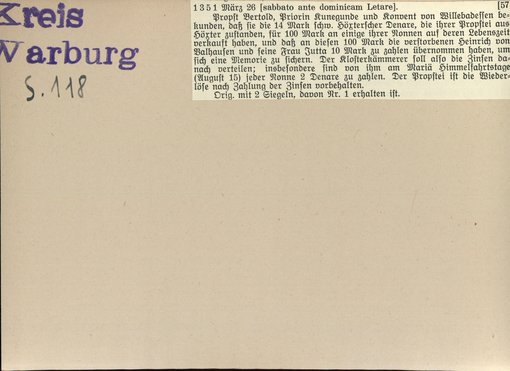 Kreis
Warburg
S. 118
1351 März 26 [sabbato ante dominicam Letare]. [57
Propst Bertold, Priorin Kunegunde und Konvent von Willebadessen be-
kunden, daß sie die 14 Mark schw. Höxterscher Denare, die ihrer Propstei aus
Höxter zustanden, für 100 Mark an einige ihrer Nonnen auf deren Lebenszeit
verkauft haben, und daß an diesen 100 Mark die verstorbenen Heinrich von
Valhausen und seine Frau Jutta 10 Mark zu zahlen übernommen haben, um
sich eine Memorie zu sichern. Der Klosterkämmerer soll also die Zinsen da-
nach verteilen; insbesondere sind von ihm am Mariä Himmelfahrtstage
(August 15) jeder Nonne 2 Denare zu zahlen. Der Propstei ist die Wieder-
löse nach Zahlung der Zinsen vorbehalten.
Orig. mit 2 Siegeln, davon Nr. 1 erhalten ist.